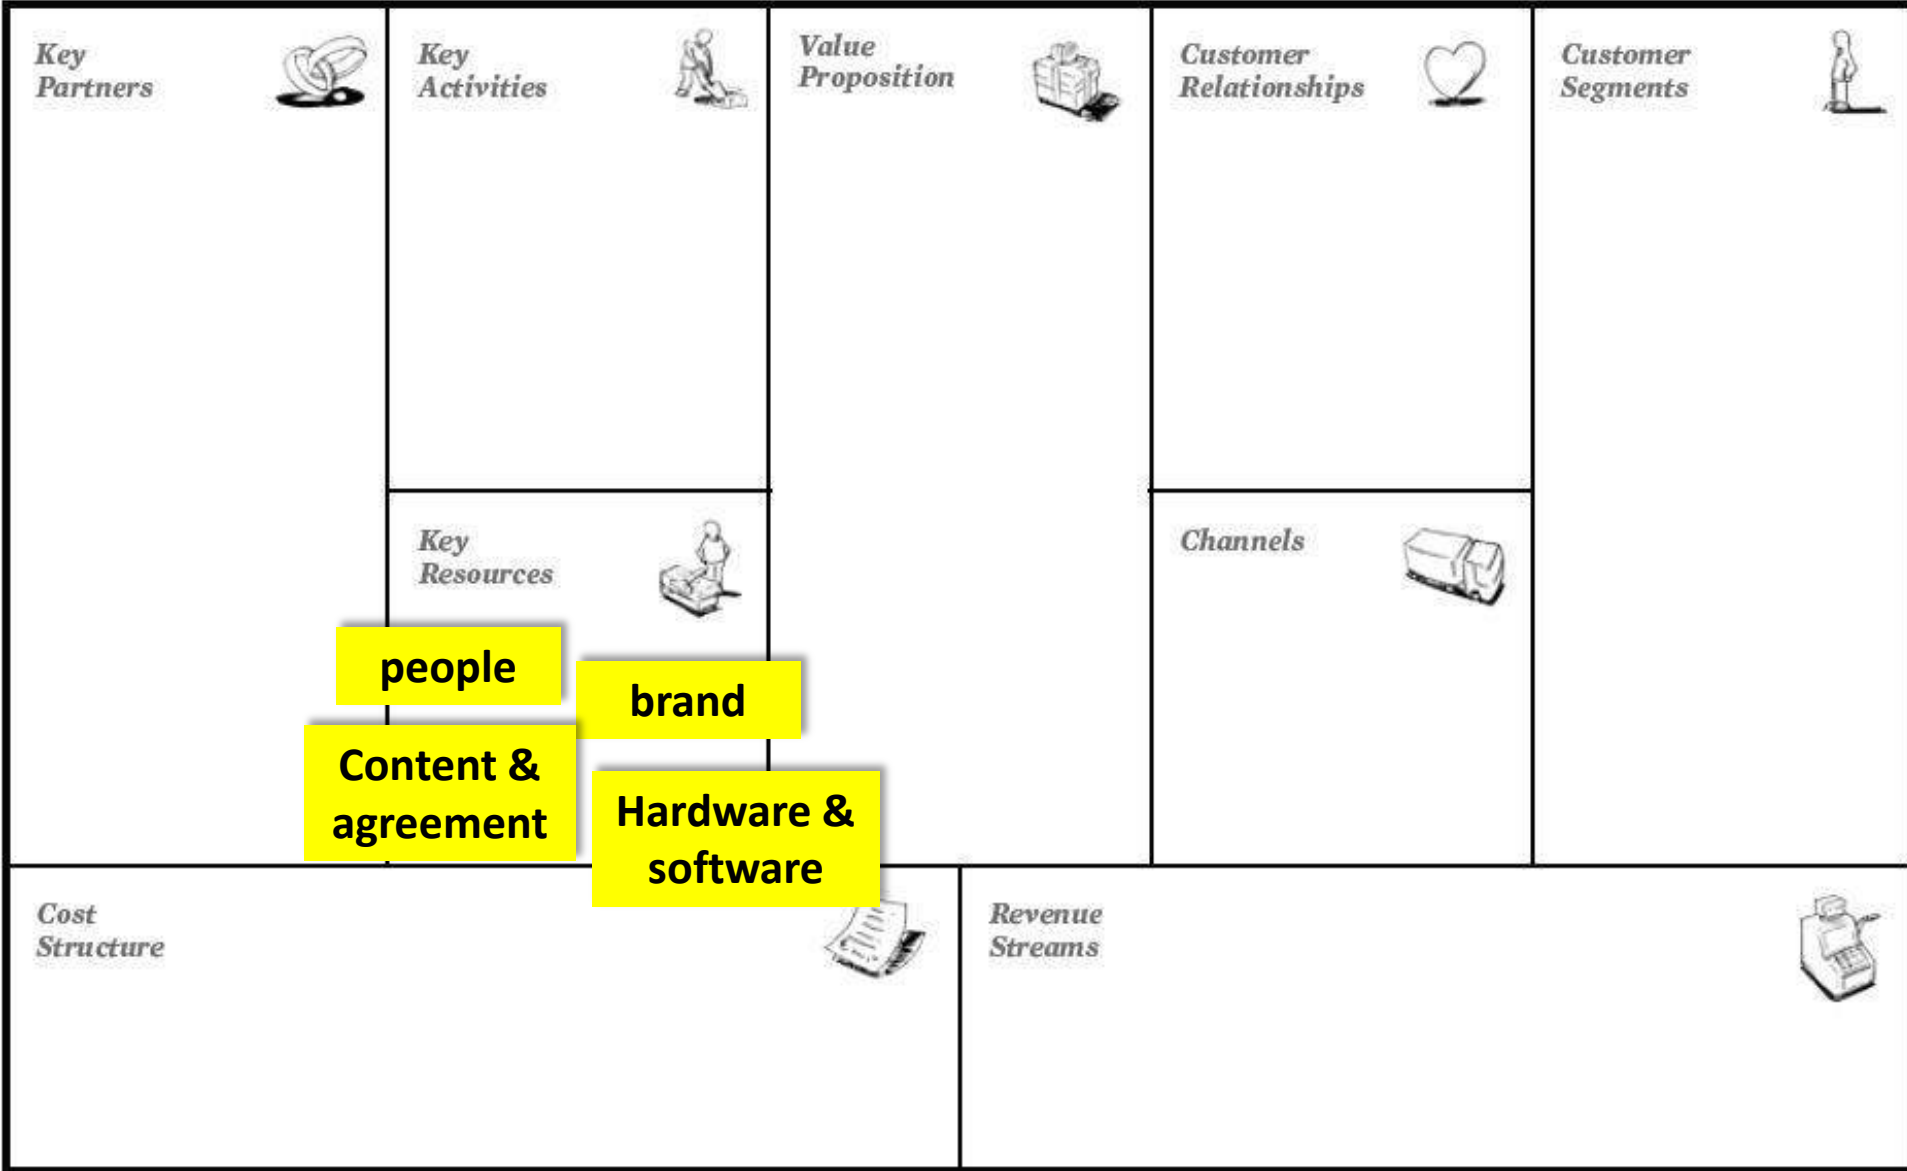 Key
Partners
Key
Activities
Value
Proposition
Customer
Relationships
Customer
Segments
Key
Resources
Channels
people
brand
Content &
agreement
Hardware &
software
Cost
Structure
Revenue
Streams